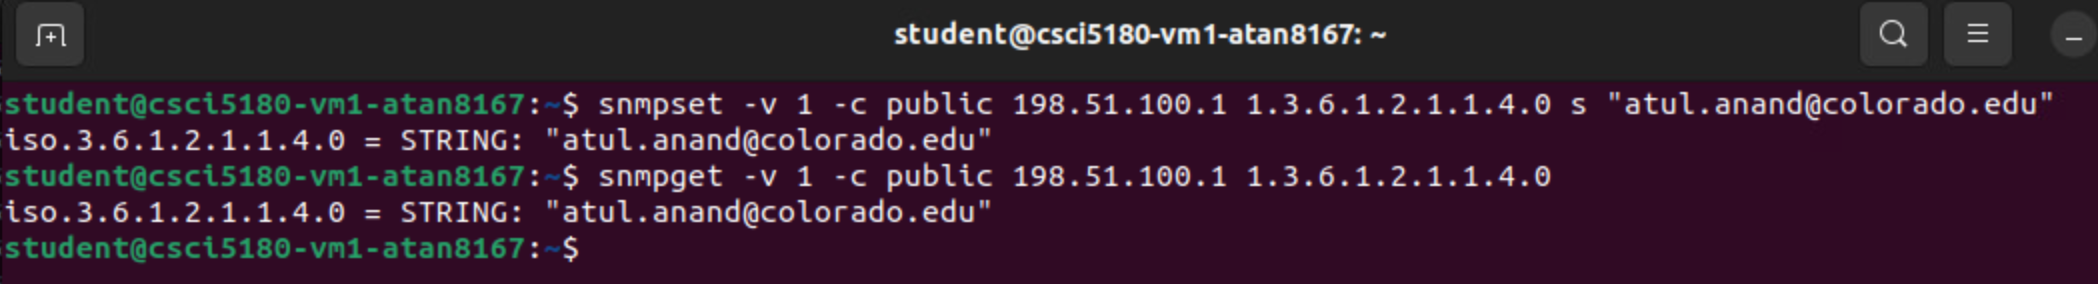 student@csci5180-vm1-atan8167: ~
student@csci5180-vm1-atan8167:~$ snmpset -v 1 -c public 198.51.100.1 1.3.6.1.2.1.1.4.0 s "atul.anand@colorado.edu"
iso.3.6.1.2.1.1.4.0 = STRING: "atul.anand@colorado.edu"
student@csci5180-vm1-atan8167:~$ snmpget -v 1 -c public 198.51.100.1 1.3.6.1.2.1.1.4.0
iso.3.6.1.2.1.1.4.0 = STRING: "atul.anand@colorado.edu"
student@csci5180-vm1-atan8167:~$